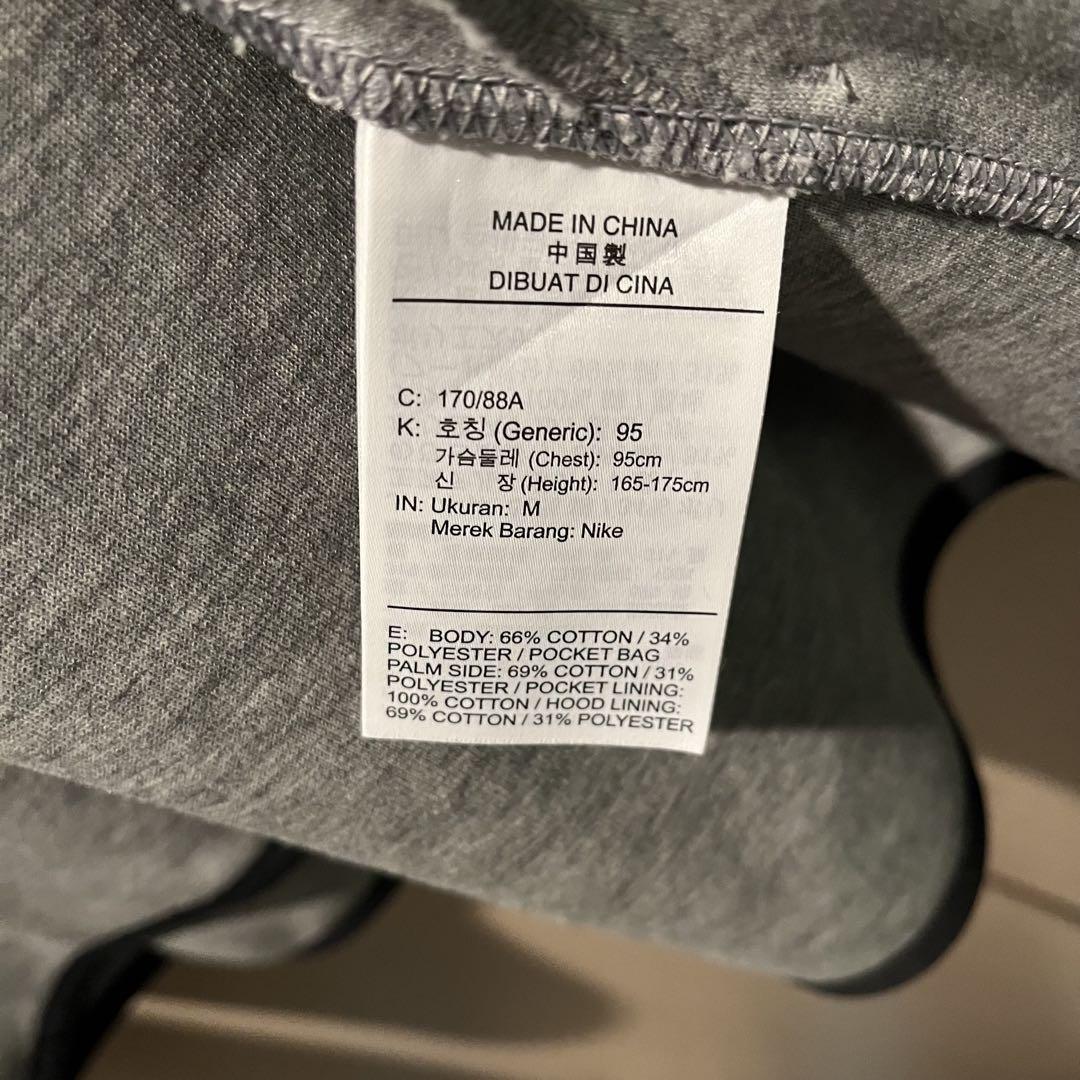 MADE IN CHINA
中国製
DIBUAT DI CINA
C: 170/88A
K: 호칭 (Generic): 95
가슴둘레 (Chest): 95cm
신 장 (Height): 165-175cm
IN: Ukuran: M
Merek Barang: Nike
E: BODY: 66% COTTON / 34%
POLYESTER / POCKET BAG
PALM SIDE: 69% COTTON / 31%
POLYESTER / POCKET LINING:
100% COTTON / HOOD LINING:
69% COTTON / 31% POLYESTER